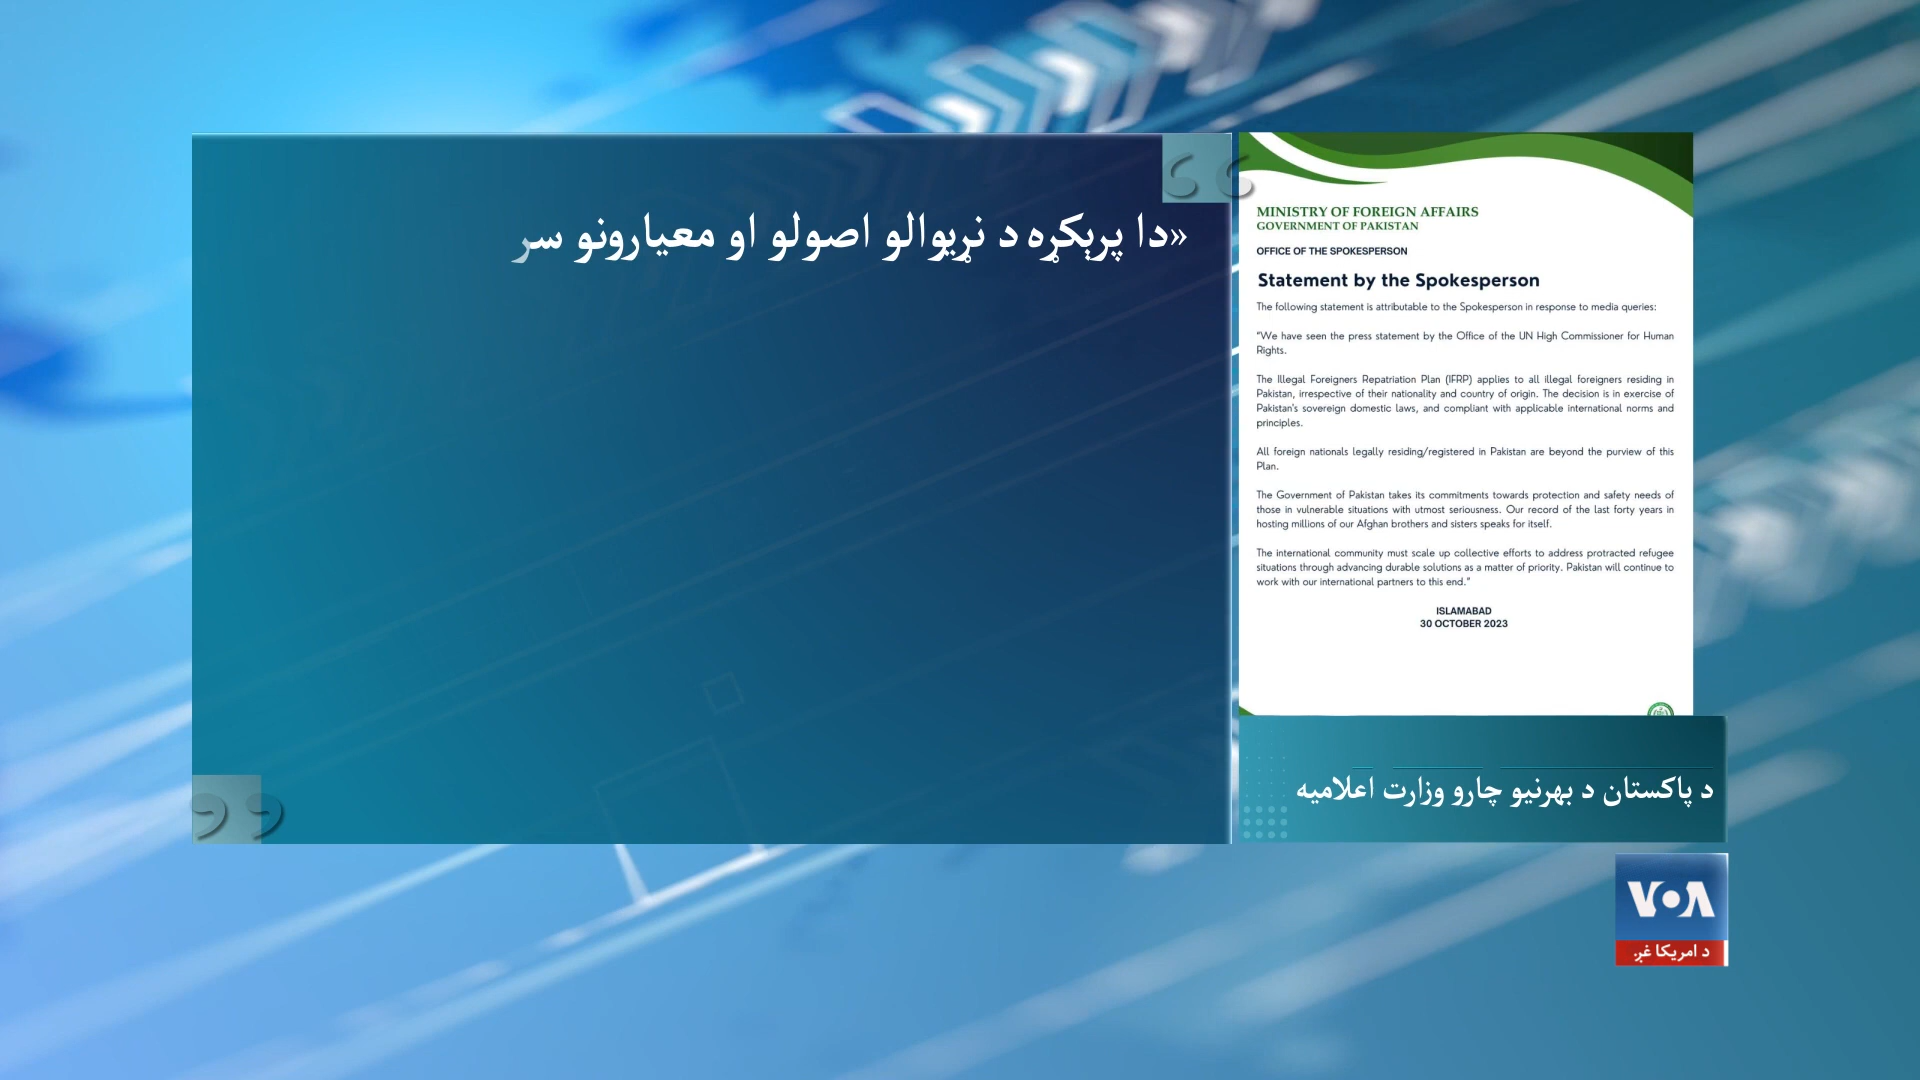 «دا پرېکړه د نړيوالو اصولو او معيارونو سر
MINISTRY OF FOREIGN AFFAIRS
GOVERNMENT OF PAKISTAN
OFFICE OF THE SPOKESPERSON
Statement by the Spokesperson
The following statement is attributable to the Spokesperson in response to media queries:
"We have seen the press statement by the Office of the UN High Commissioner for Human
Rights.
The Illegal Foreigners Repatriation Plan (IFRP) applies to all illegal foreigners residing in
Pakistan, irrespective of their nationality and country of origin. The decision is in exercise of
Pakistan's sovereign domestic laws, and compliant with applicable international norms and
principles.
All foreign nationals legally residing/registered in Pakistan are beyond the purview of this
Plan.
The Government of Pakistan takes its commitments towards protection and safety needs of
those in vulnerable situations with utmost seriousness. Our record of the last forty years in
hosting millions of our Afghan brothers and sisters speaks for itself.
The international community must scale up collective efforts to address protracted refugee
situations through advancing durable solutions as a matter of priority. Pakistan will continue to
work with our international partners to this end."
ISLAMABAD
30 OCTOBER 2023
د پاکستان د بهرنيو چارو وزارت اعلاميه
VOA
د امريکا غږ